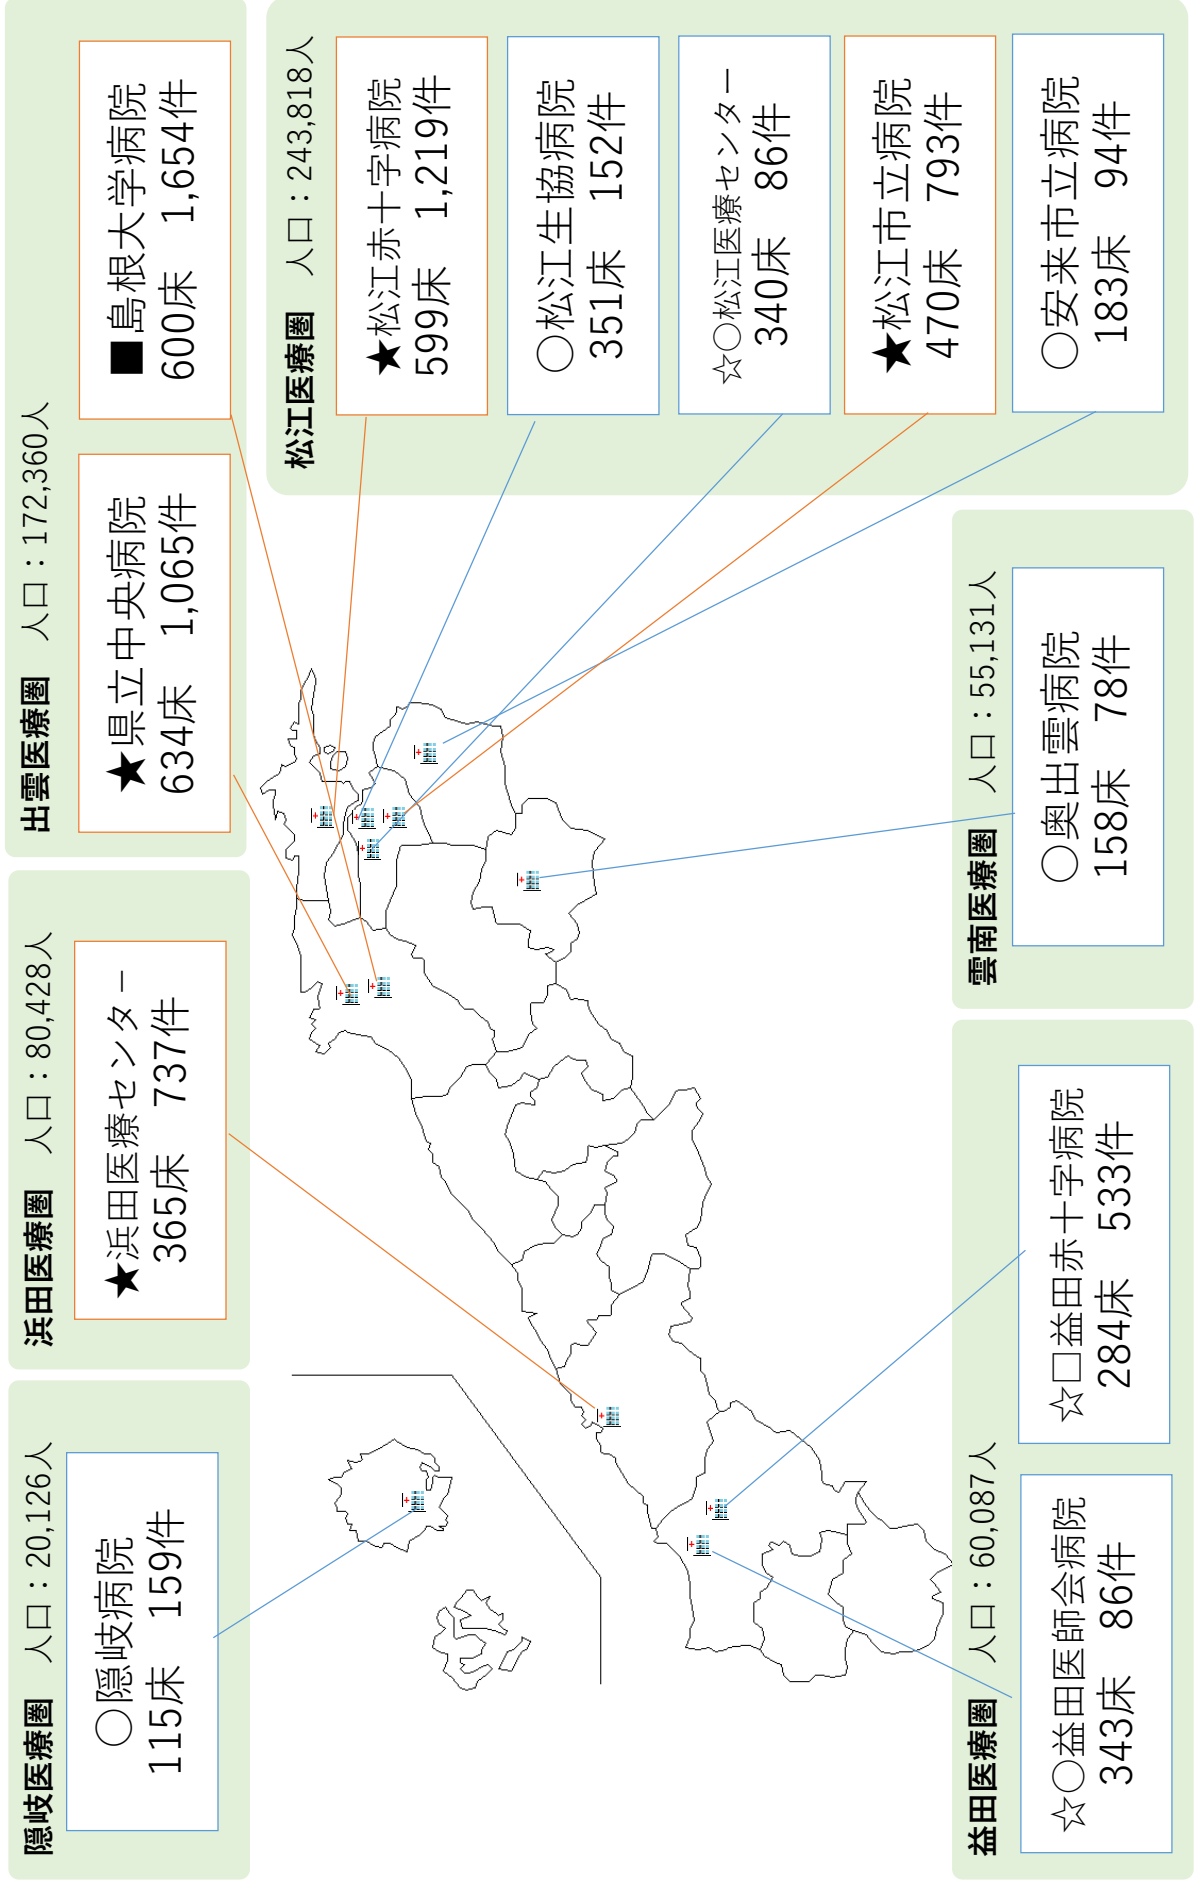 隠岐医療圏　人口：20,126人
○隠岐病院
115床　159件
浜田医療圏　人口：80,428人
★浜田医療センター
365床　737件
出雲医療圏　人口：172,360人
★県立中央病院
634床　1,065件
■島根大学病院
600床　1,654件
松江医療圏　人口：243,818人
★松江赤十字病院
599床　1,219件
○松江生協病院
351床　152件
☆○松江医療センター
340床　86件
★松江市立病院
470床　793件
○安来市立病院
183床　94件
益田医療圏　人口：60,087人
☆○益田医師会病院
343床　86件
☆□益田赤十字病院
284床　533件
雲南医療圏　人口：55,131人
○奥出雲病院
158床　78件